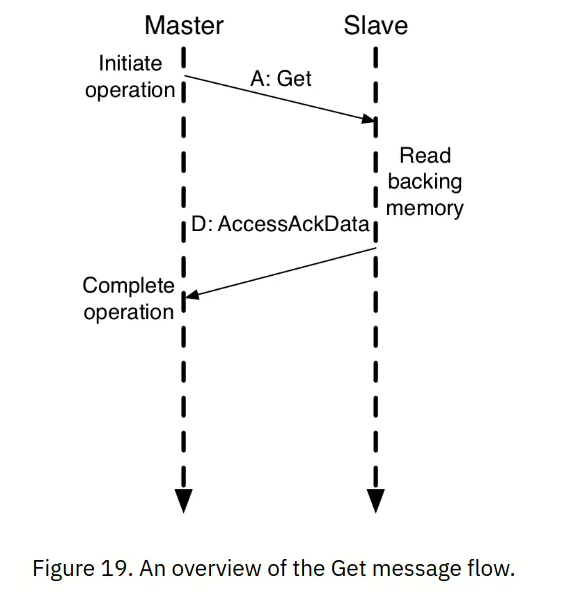 Master
Slave
Initiate
operation
A: Get
Read
backing
memory
D: AccessAckData
Complete
operation
Figure 19. An overview of the Get message flow.